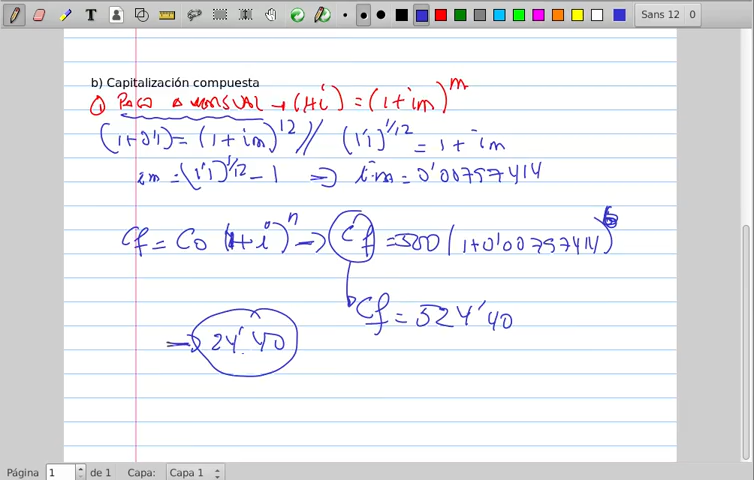 T Sans 12 0
b) Capitalización compuesta
① PASO A MENSUAL → (1+i) = (1+im)^m
(1+0'1) = (1+im)^12 // (1'1)^1/12 = 1+im
im = (1'1)^1/12 - 1 ⇒ im = 0'00797414
Cf = Co (1+i)^n → Cf = 500 (1+0'00797414)^6
Cf = 524'40
⇒ 24'40
Página 1 de 1 Capa: Capa 1